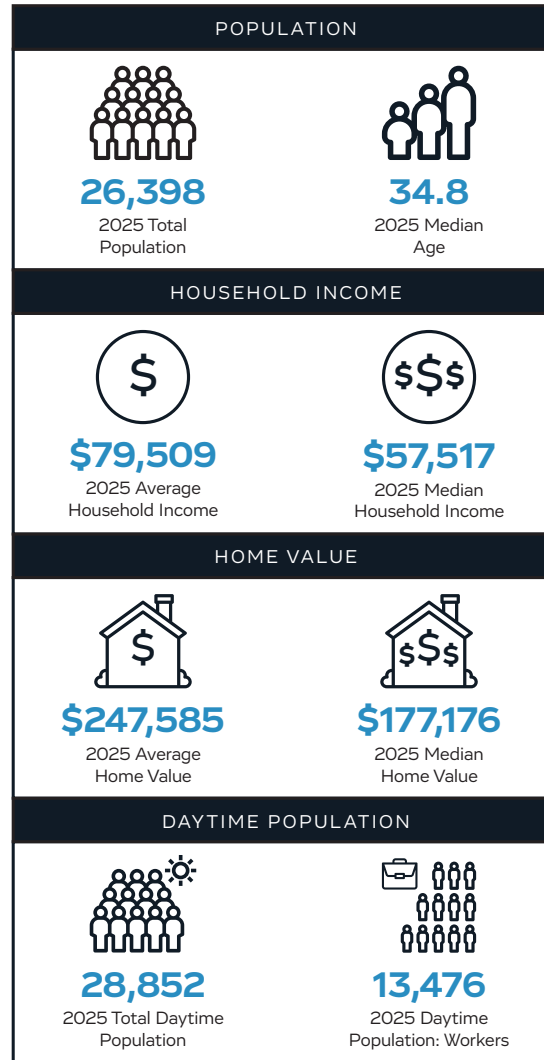 POPULATION
26,398
2025 Total
Population
34.8
2025 Median
Age
HOUSEHOLD INCOME
$
$79,509
2025 Average
Household Income
$$$
$57,517
2025 Median
Household Income
HOME VALUE
$
$247,585
2025 Average
Home Value
$$$
$177,176
2025 Median
Home Value
DAYTIME POPULATION
28,852
2025 Total Daytime
Population
13,476
2025 Daytime
Population: Workers